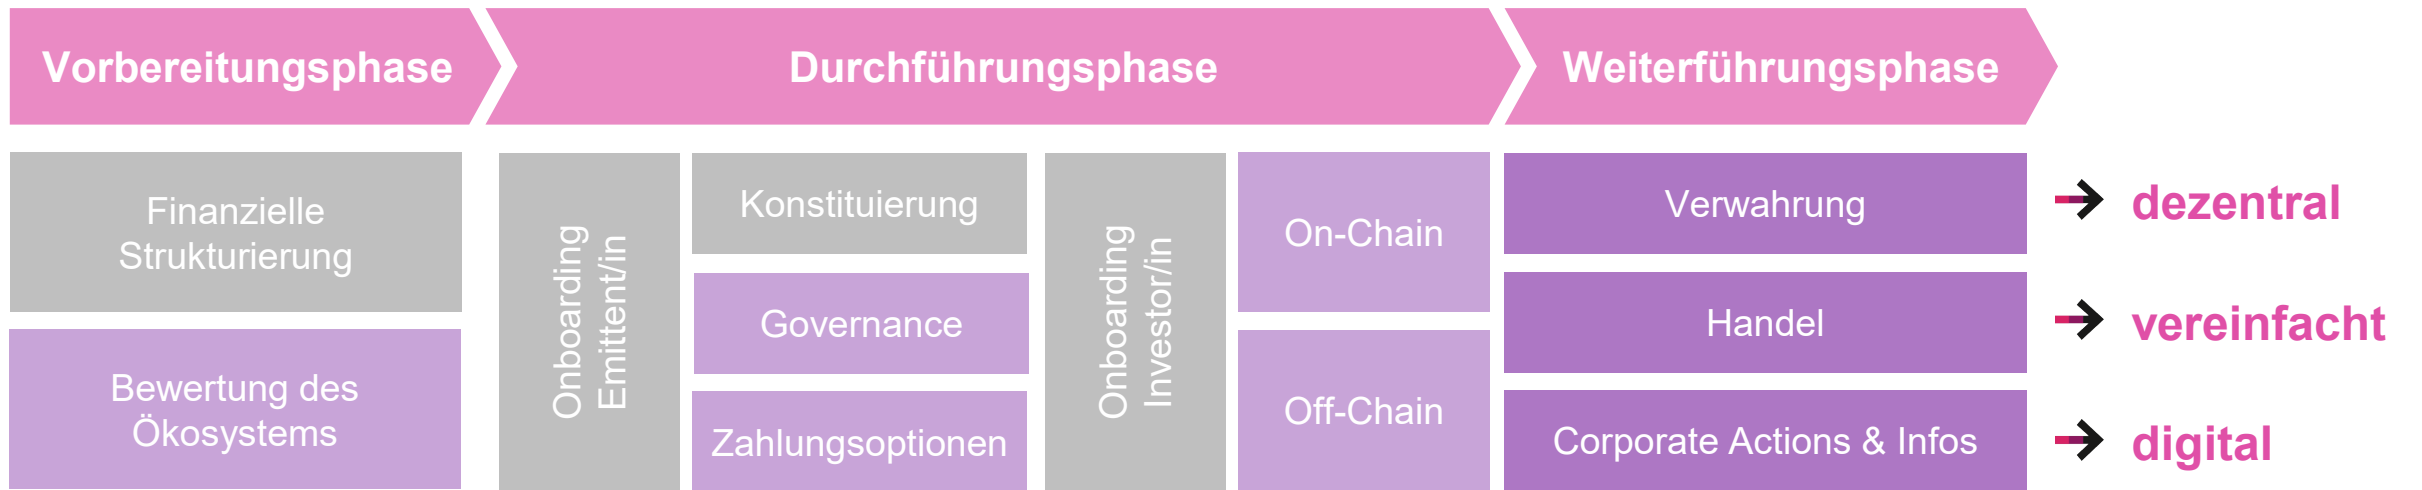 Vorbereitungsphase
Durchführungsphase
Weiterführungsphase
Finanzielle
Strukturierung
Bewertung des
Ökosystems
Onboarding
Emittent/in
Konstituierung
Governance
Zahlungsoptionen
Onboarding
Investor/in
On-Chain
Off-Chain
Verwahrung
dezentral
Handel
vereinfacht
Corporate Actions & Infos
digital